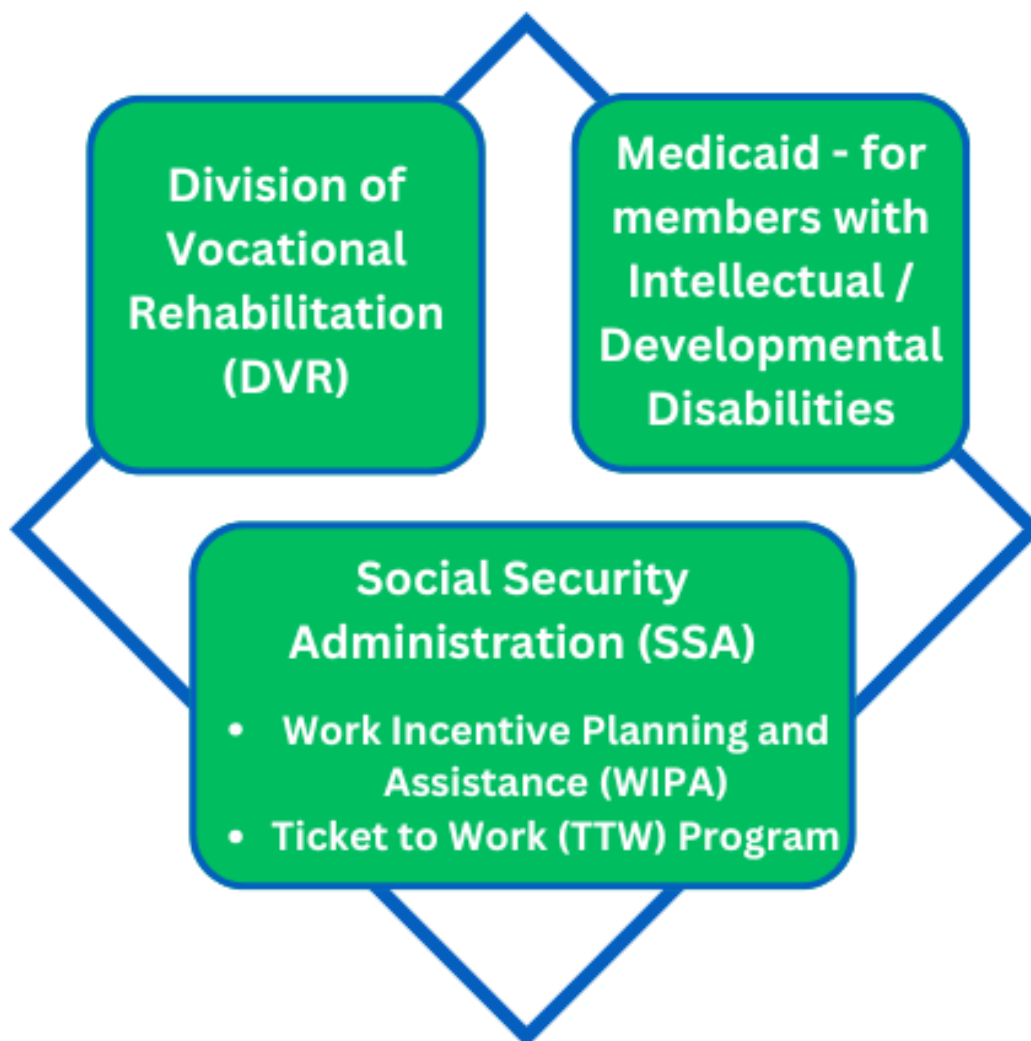 Division of
Vocational
Rehabilitation
(DVR)
Medicaid - for
members with
Intellectual /
Developmental
Disabilities
Social Security
Administration (SSA)
• Work Incentive Planning and
Assistance (WIPA)
• Ticket to Work (TTW) Program